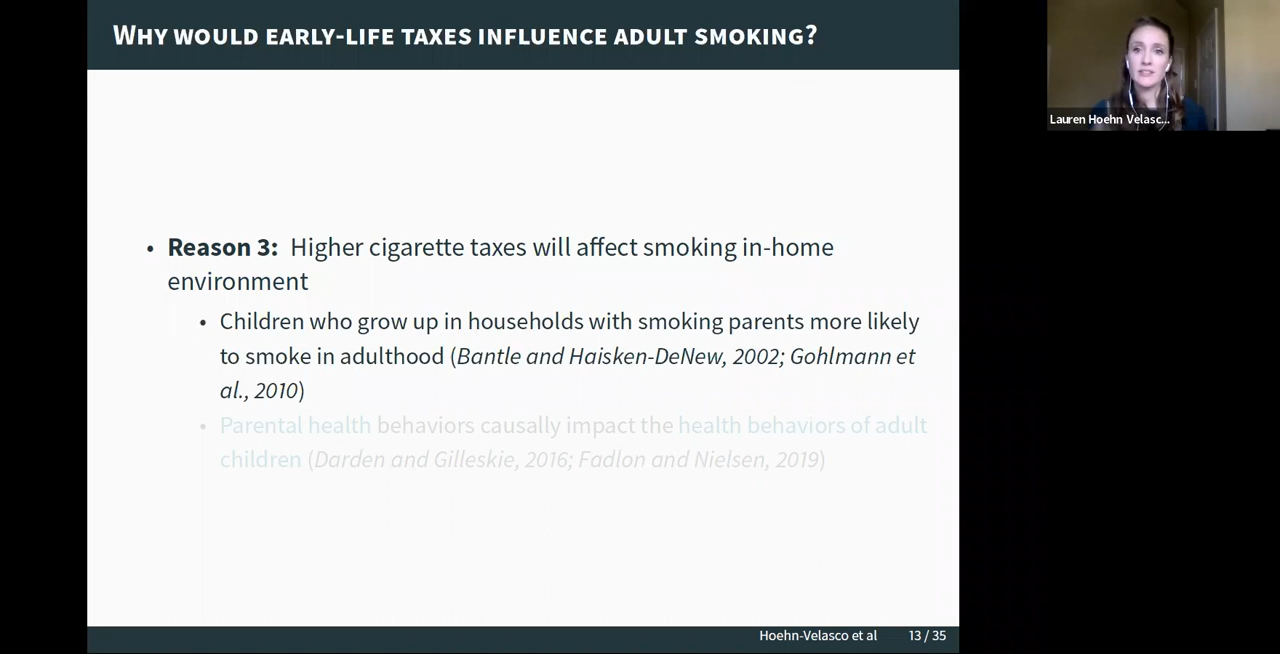 WHY WOULD EARLY-LIFE TAXES INFLUENCE ADULT SMOKING?
Lauren Hoehn Velasc...
• Reason 3: Higher cigarette taxes will affect smoking in-home
environment
• Children who grow up in households with smoking parents more likely
to smoke in adulthood (Bantle and Haisken-DeNew, 2002; Gohlmann et
al., 2010)
• Parental health behaviors causally impact the health behaviors of adult
children (Darden and Gilleskie, 2016; Fadlon and Nielsen, 2019)
Hoehn-Velasco et al 13 / 35